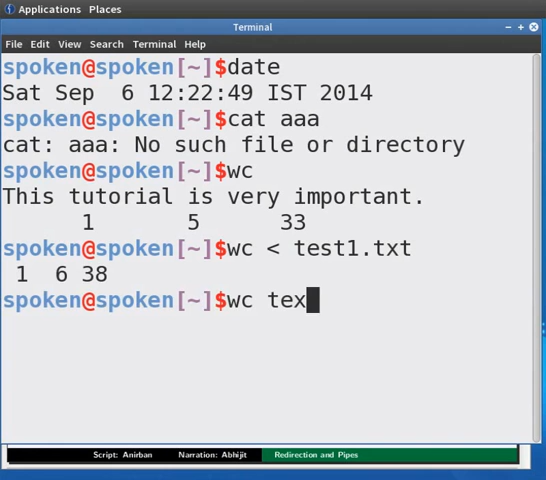 Applications Places
Terminal
File Edit View Search Terminal Help
spoken@spoken[~]$date
Sat Sep  6 12:22:49 IST 2014
spoken@spoken[~]$cat aaa
cat: aaa: No such file or directory
spoken@spoken[~]$wc
This tutorial is very important.
      1       5      33
spoken@spoken[~]$wc < test1.txt
 1  6 38
spoken@spoken[~]$wc tex
Script: Anirban Narration: Abhijit Redirection and Pipes